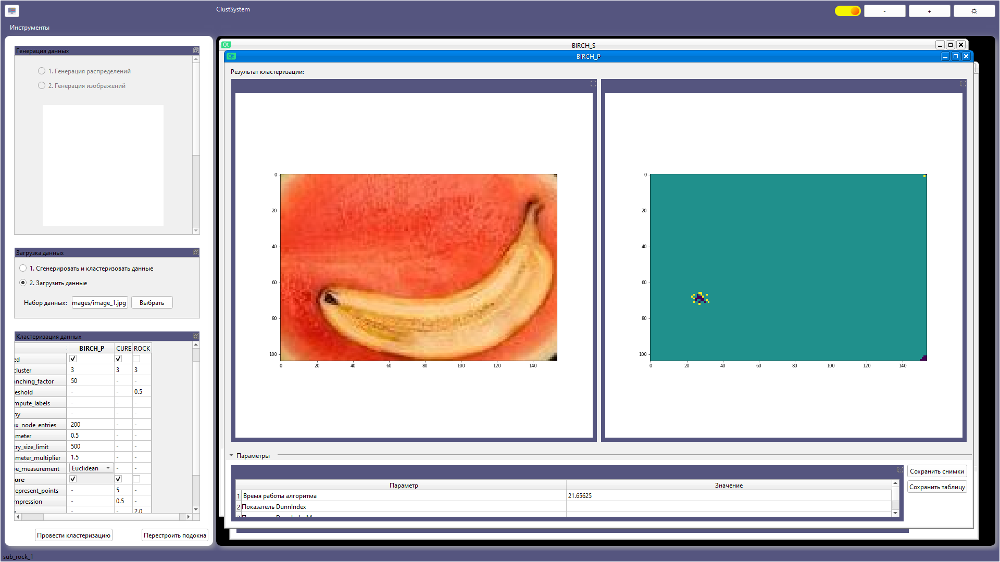 ClustSystem
-
+
Инструменты
Генерация данных
1. Генерация распределений
2. Генерация изображений
Загрузка данных
1. Сгенерировать и кластеризовать данные
2. Загрузить данные
Набор данных: mages/image_1.jpg Выбрать
Кластеризация данных
BIRCH_P CURE ROCK
ed
cluster 3 3 3
nching_factor 50 - -
eshold - - 0.5
mpute_labels - - -
py - - -
x_node_entries 200 - -
meter 0.5 - -
try_size_limit 500 - -
meter_multiplier 1.5 - -
e_measurement Euclidean - -
ore
epresent_points - 5 -
mpression - 0.5 -
- - 2.0
Провести кластеризацию Перестроить подокна
sub_rock_1
Qt BIRCH_S
Qt BIRCH_P
Результат кластеризации:
0
20
40
60
80
100
0 20 40 60 80 100 120 140
0
20
40
60
80
100
0 20 40 60 80 100 120 140
Параметры
Параметр Значение
1 Время работы алгоритма 21.65625
2 Показатель DunnIndex
Сохранить снимки
Сохранить таблицу